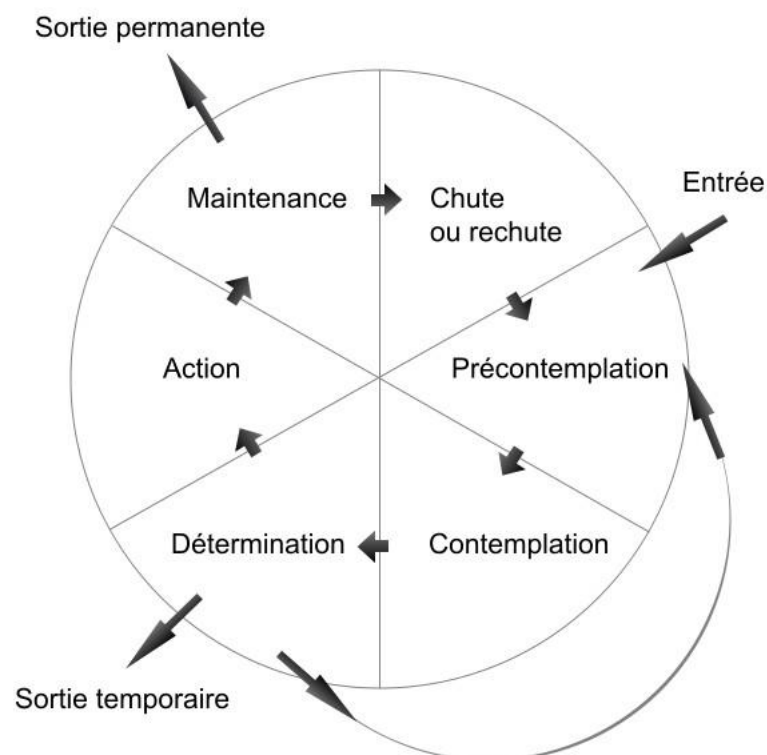 Sortie permanente
Entrée
Maintenance
Chute
ou rechute
Action
Précontemplation
Détermination
Contemplation
Sortie temporaire